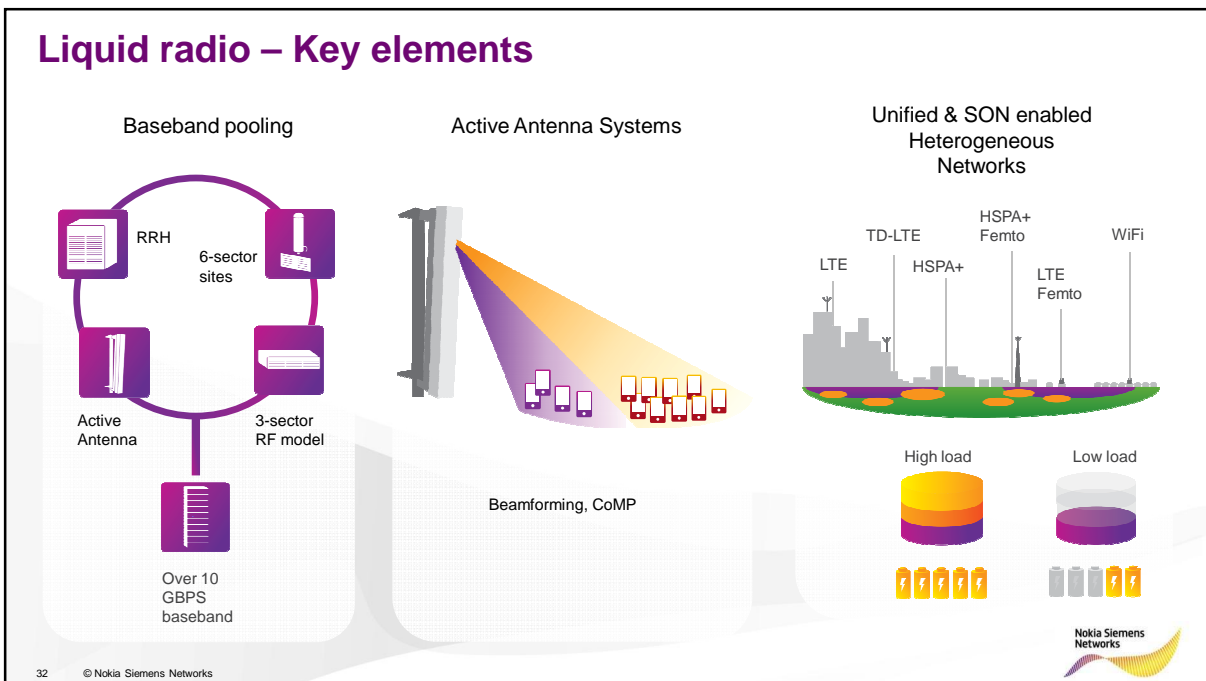 Liquid radio – Key elements
Baseband pooling
RRH
6-sector
sites
Active
Antenna
3-sector
RF model
Over 10
GBPS
baseband
Active Antenna Systems
Beamforming, CoMP
Unified & SON enabled
Heterogeneous
Networks
LTE
TD-LTE
HSPA+
HSPA+
Femto
LTE
Femto
WiFi
High load
Low load
32
© Nokia Siemens Networks
Nokia Siemens
Networks